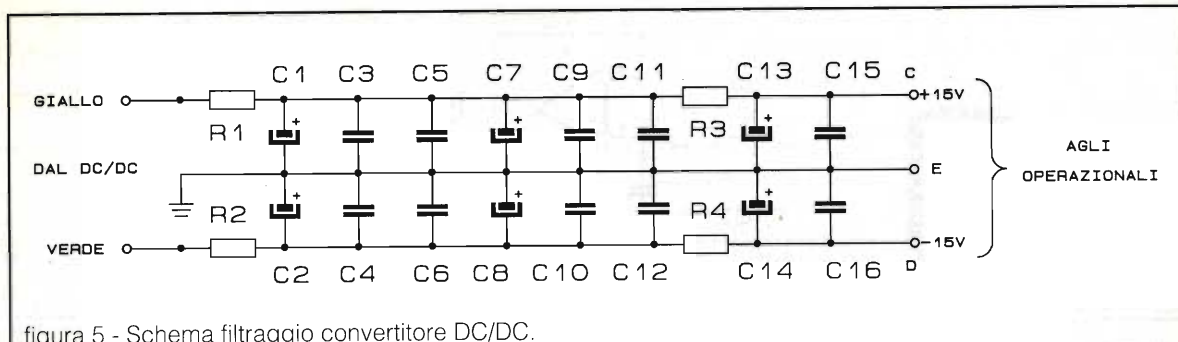 C1 C3 C5 C7 C9 C11 C13 C15 C
GIALLO +15V
R1 + + R3 +
DAL DC/DC E AGLI OPERAZIONALI
R2 + + R4 +
VERDE -15V
C2 C4 C6 C8 C10 C12 C14 C16 D
figura 5 - Schema filtraggio convertitore DC/DC.